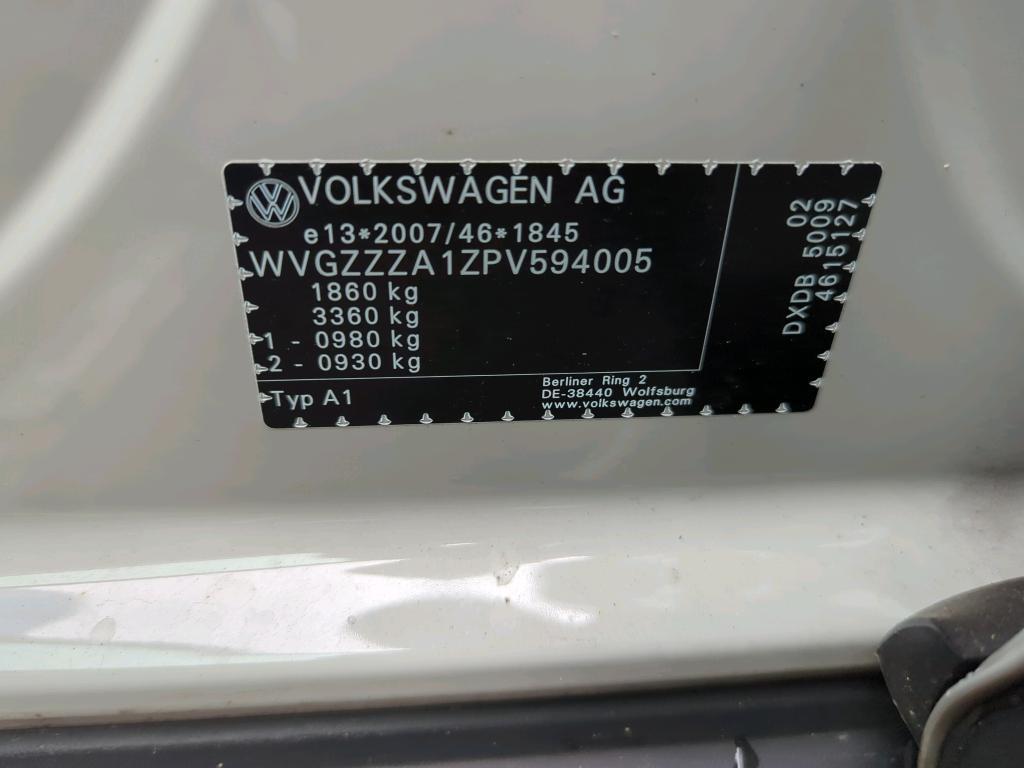 VOLKSWAGEN AG
e13*2007/46*1845
WVGZZZA1ZPV594005
1860 kg
3360 kg
1 - 0980 kg
2 - 0930 kg
Typ A1
Berliner Ring 2
DE-38440 Wolfsburg
www.volkswagen.com
02
DXDB 5009
4615127